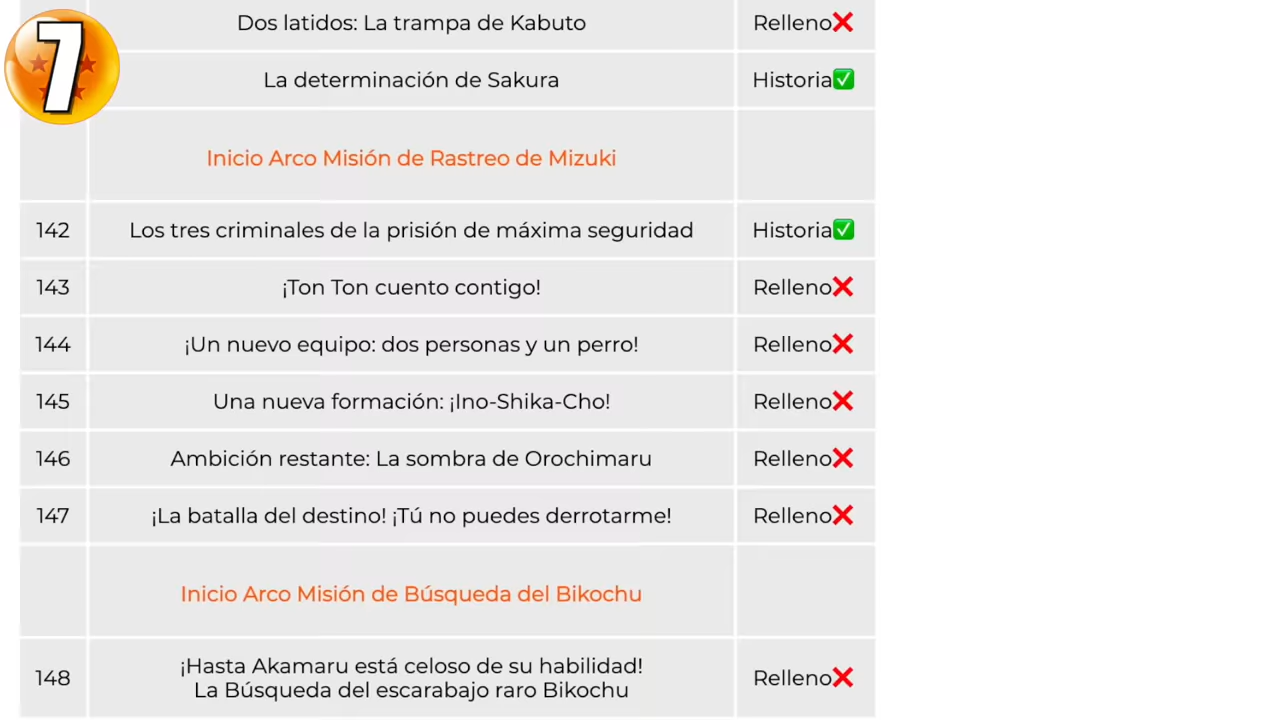 7
Dos latidos: La trampa de Kabuto Relleno❌
La determinación de Sakura Historia✅
Inicio Arco Misión de Rastreo de Mizuki
142 Los tres criminales de la prisión de máxima seguridad Historia✅
143 ¡Ton Ton cuento contigo! Relleno❌
144 ¡Un nuevo equipo: dos personas y un perro! Relleno❌
145 Una nueva formación: ¡Ino-Shika-Cho! Relleno❌
146 Ambición restante: La sombra de Orochimaru Relleno❌
147 ¡La batalla del destino! ¡Tú no puedes derrotarme! Relleno❌
Inicio Arco Misión de Búsqueda del Bikochu
148 ¡Hasta Akamaru está celoso de su habilidad!
La Búsqueda del escarabajo raro Bikochu Relleno❌